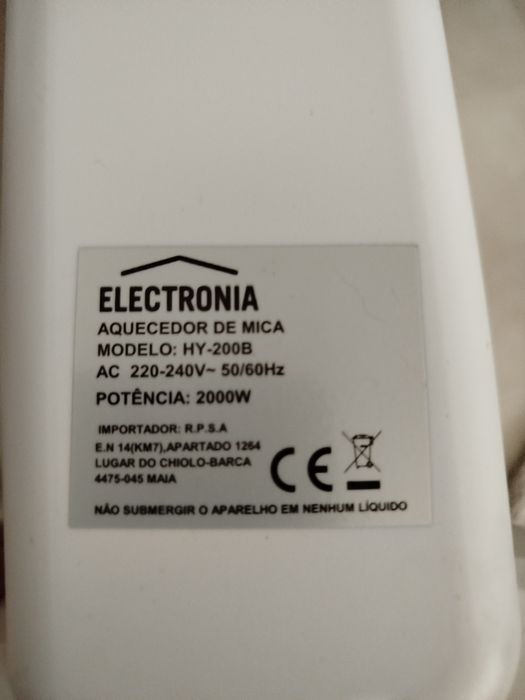 ELECTRONIA
AQUECEDOR DE MICA
MODELO: HY-200B
AC 220-240V~ 50/60Hz
POTÊNCIA: 2000W
IMPORTADOR: R.P.S.A
E.N 14(KM7),APARTADO 1264
LUGAR DO CHIOLO-BARCA
4475-045 MAIA
CE
NÃO SUBMERGIR O APARELHO EM NENHUM LÍQUIDO